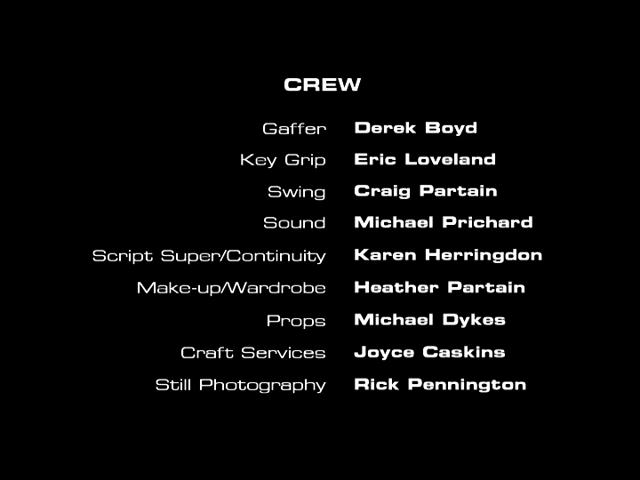 CREW
Gaffer Derek Boyd
Key Grip Eric Loveland
Swing Craig Partain
Sound Michael Prichard
Script Super/Continuity Karen Herringdon
Make-up/Wardrobe Heather Partain
Props Michael Dykes
Craft Services Joyce Caskins
Still Photography Rick Pennington